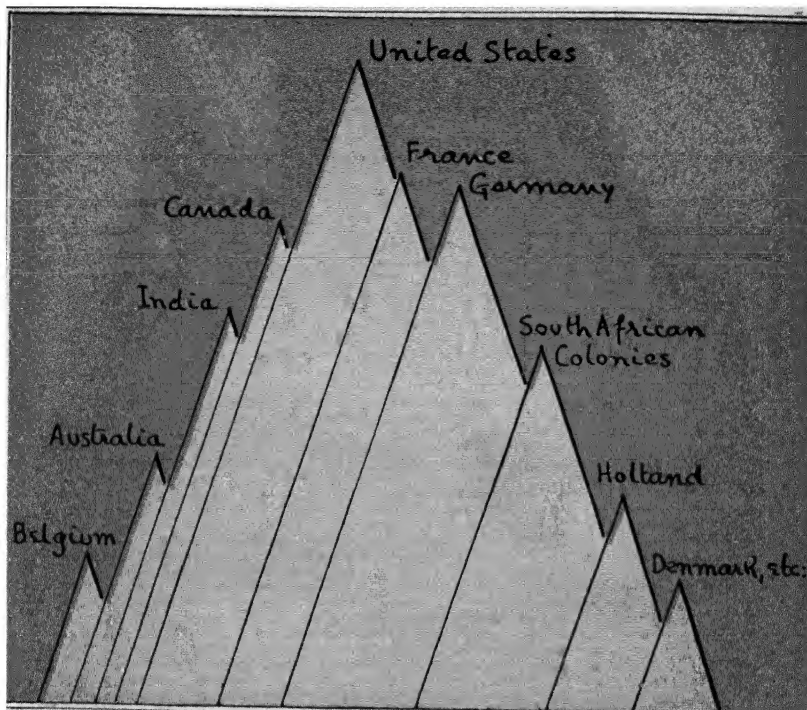 United States
France
Germany
Canada
India
South African
Colonies
Australia
Holland
Belgium
Denmark, etc: